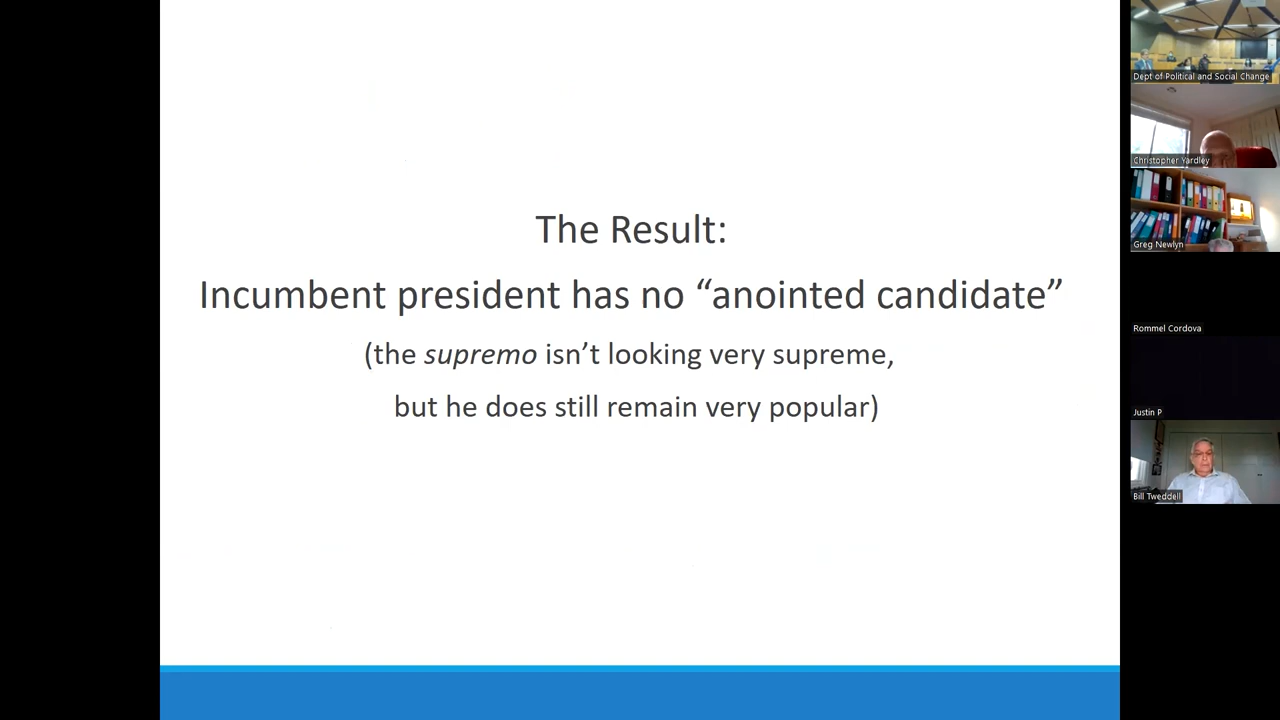 The Result:
Incumbent president has no “anointed candidate”
(the supremo isn’t looking very supreme,
but he does still remain very popular)
Dept of Political and Social Change
Christopher Yardley
Greg Newlyn
Rommel Cordova
Justin P
Bill Tweddell